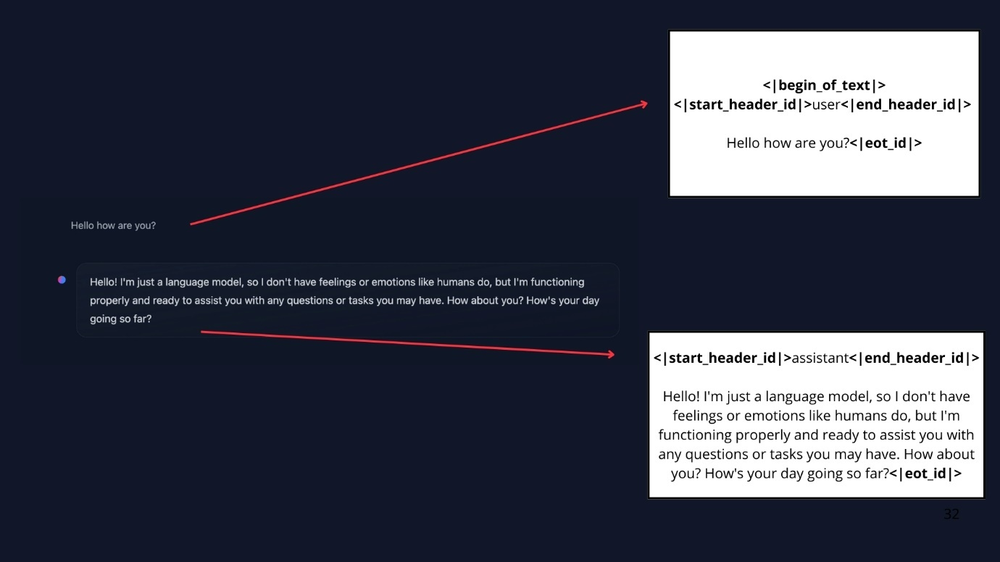 <|begin_of_text|>
<|start_header_id|>user<|end_header_id|>
Hello how are you?<|eot_id|>
Hello how are you?
Hello! I'm just a language model, so I don't have feelings or emotions like humans do, but I'm functioning
properly and ready to assist you with any questions or tasks you may have. How about you? How's your day
going so far?
<|start_header_id|>assistant<|end_header_id|>
Hello! I'm just a language model, so I don't have
feelings or emotions like humans do, but I'm
functioning properly and ready to assist you with
any questions or tasks you may have. How about
you? How's your day going so far?<|eot_id|>
32